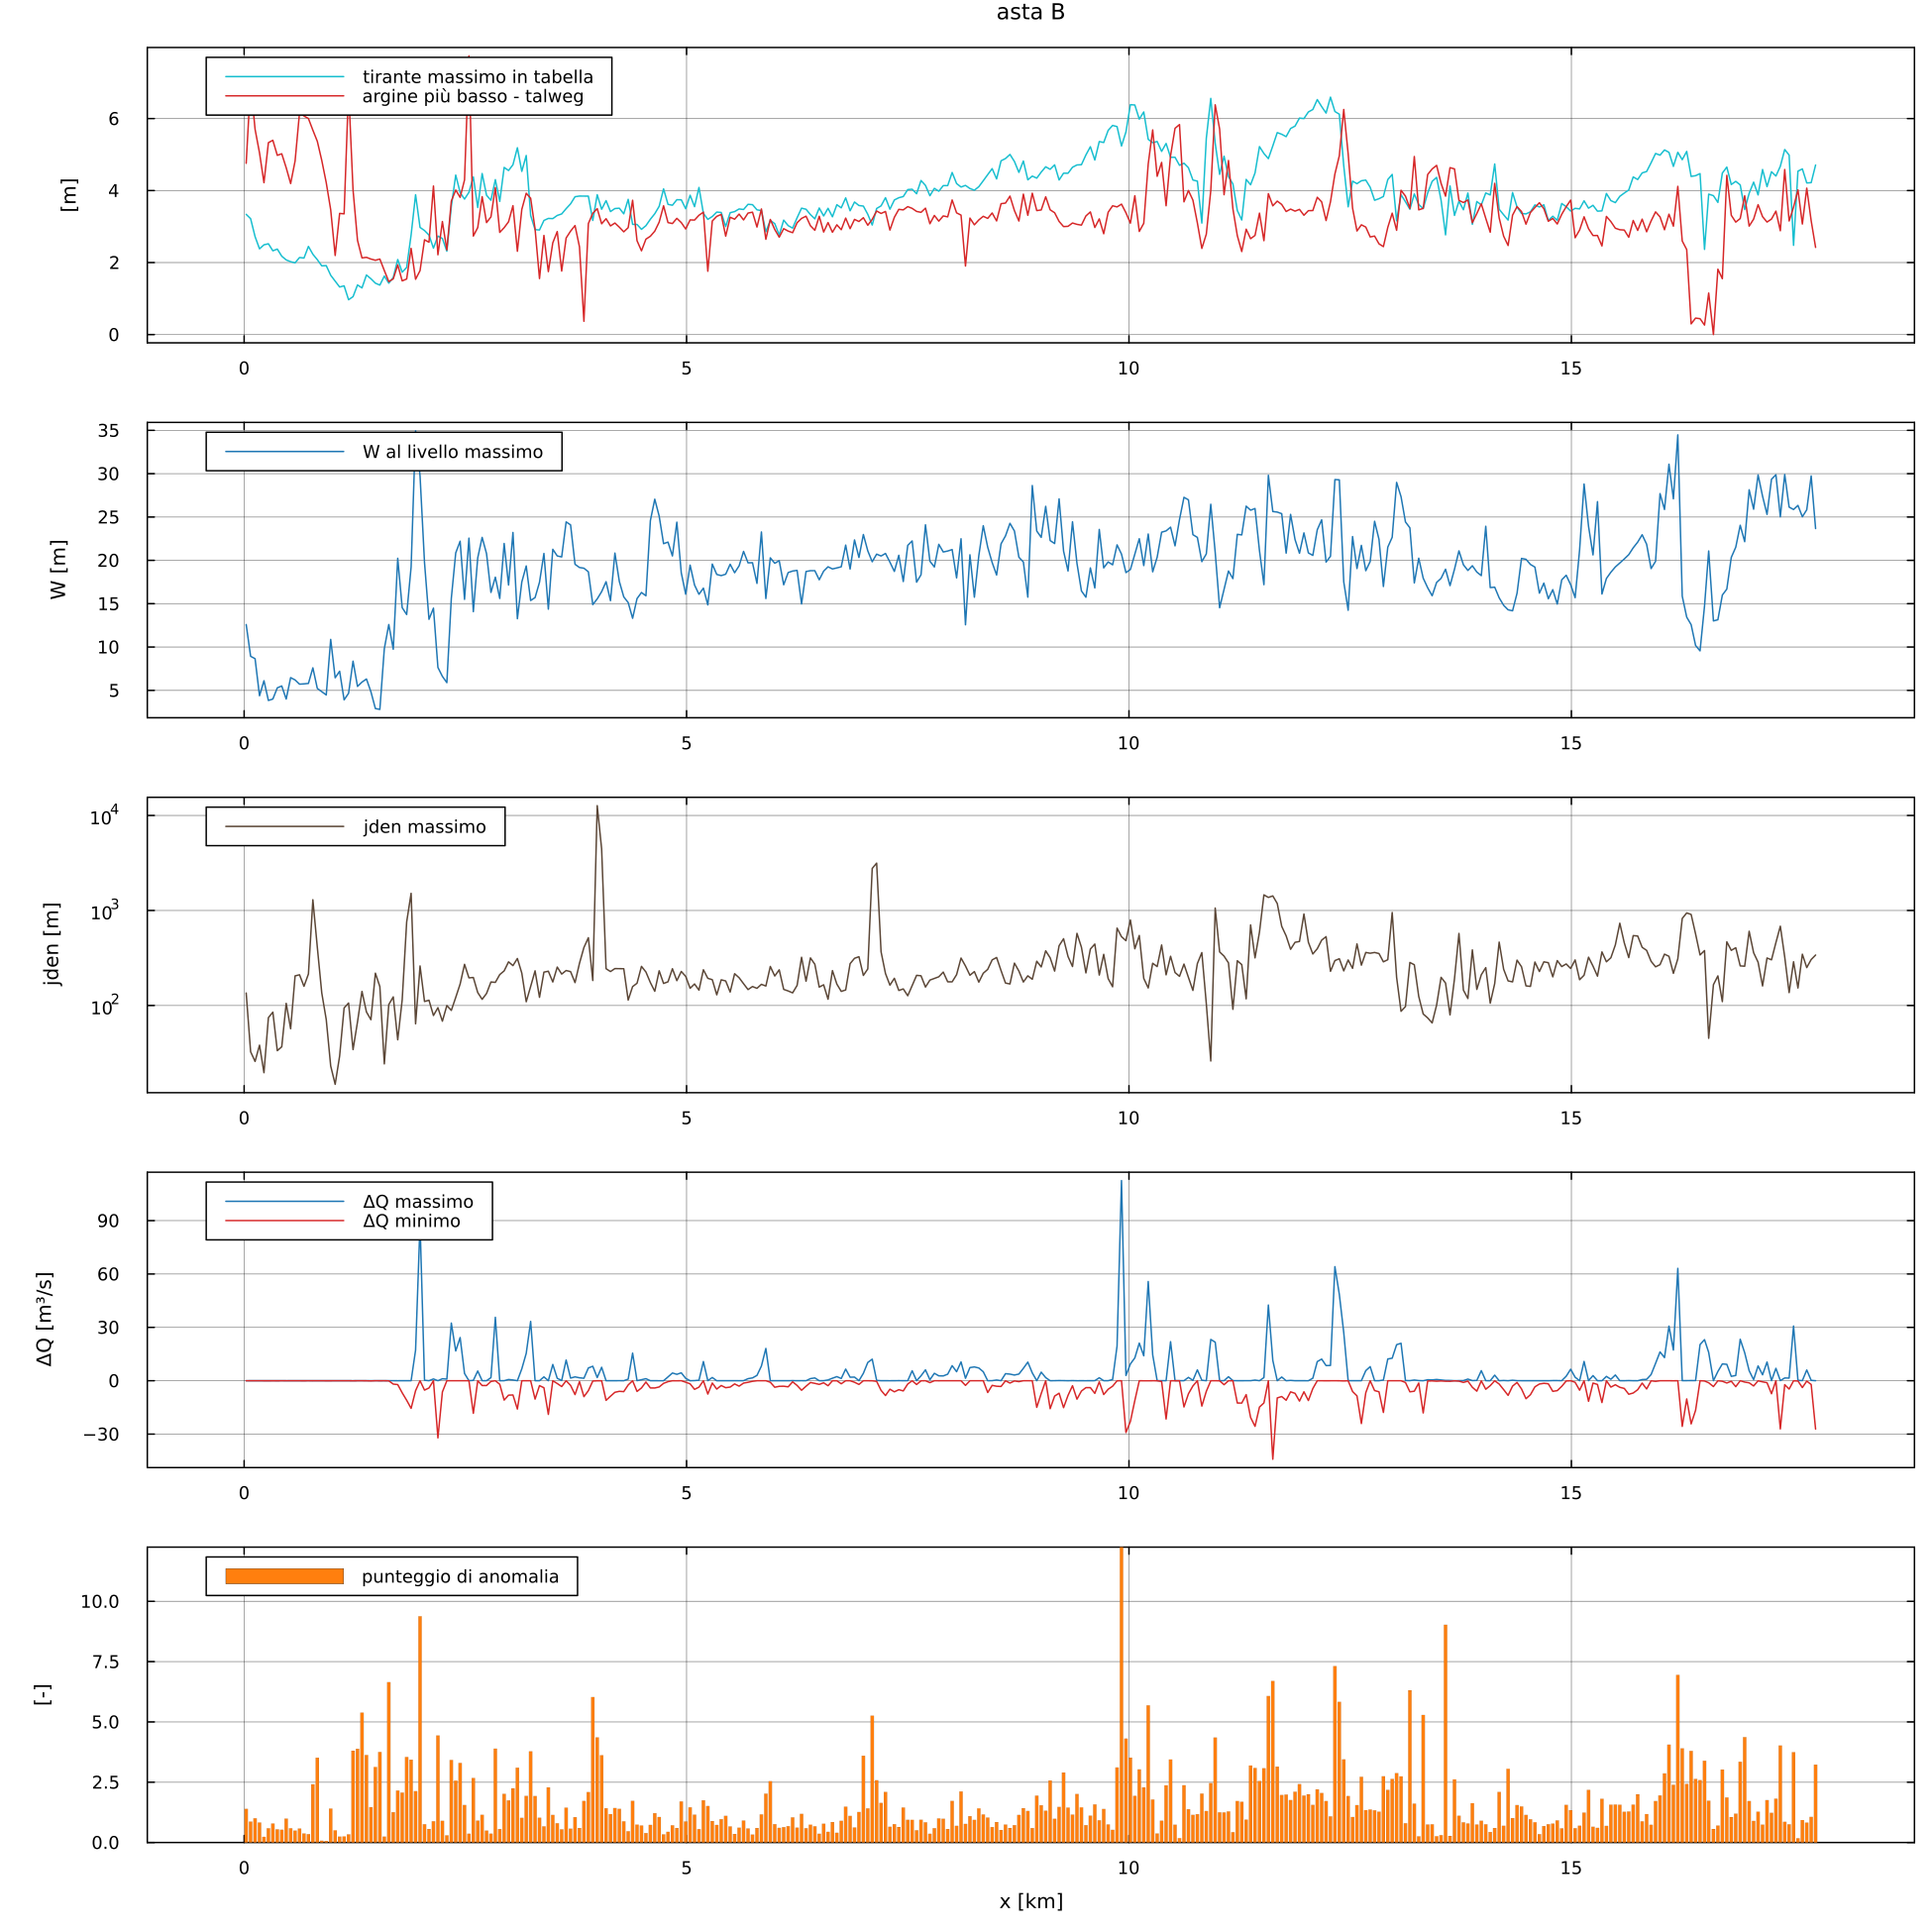 asta B
tirante massimo in tabella
argine più basso - talweg
[m]
6
4
2
0
0 5 10 15
W al livello massimo
W [m]
35
30
25
20
15
10
5
0 5 10 15
jden massimo
jden [m]
10⁴
10³
10²
0 5 10 15
ΔQ massimo
ΔQ minimo
ΔQ [m³/s]
90
60
30
0
−30
0 5 10 15
punteggio di anomalia
[-]
10.0
7.5
5.0
2.5
0.0
0 5 10 15
x [km]